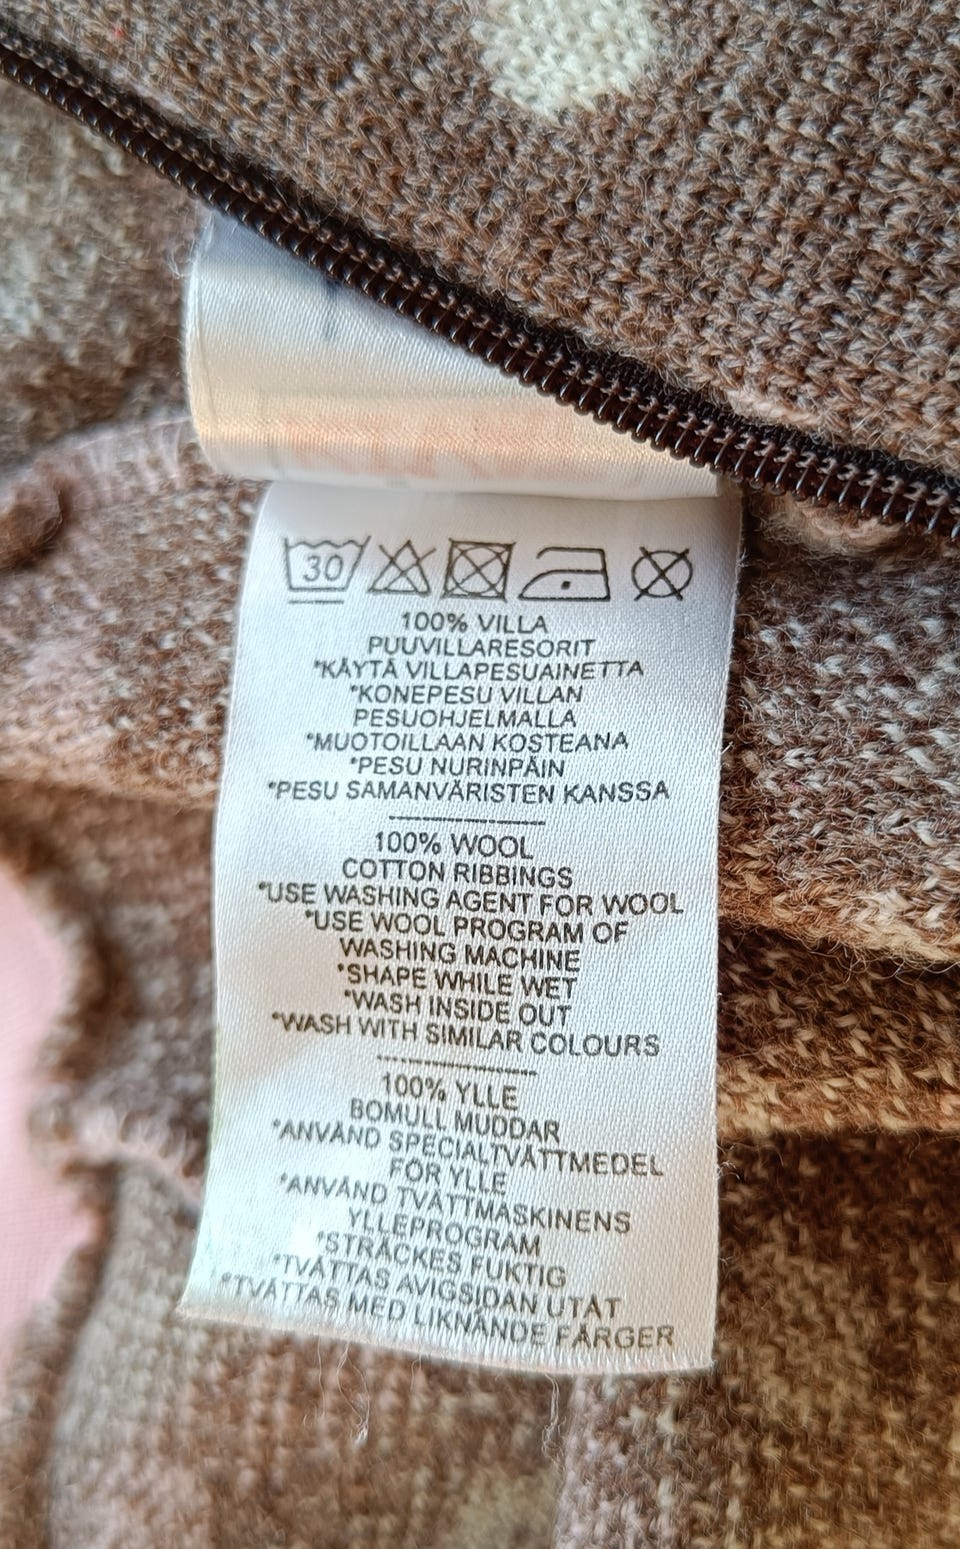 30
100% VILLA
PUUVILLARESORIT
*KÄYTÄ VILLAPESUAINETTA
*KONEPESU VILLAN
PESUOHJELMALLA
*MUOTOILLAAN KOSTEANA
*PESU NURINPÄIN
*PESU SAMANVÄRISTEN KANSSA
--------------------
100% WOOL
COTTON RIBBINGS
*USE WASHING AGENT FOR WOOL
*USE WOOL PROGRAM OF
WASHING MACHINE
*SHAPE WHILE WET
*WASH INSIDE OUT
*WASH WITH SIMILAR COLOURS
--------------------
100% YLLE
BOMULL MUDDAR
*ANVÄND SPECIALTVÄTTMEDEL
FÖR YLLE
*ANVÄND TVÄTTMASKINENS
YLLEPROGRAM
*STRÄCKES FUKTIG
*TVÄTTAS AVIGSIDAN UTÅT
*TVÄTTAS MED LIKNANDE FÄRGER